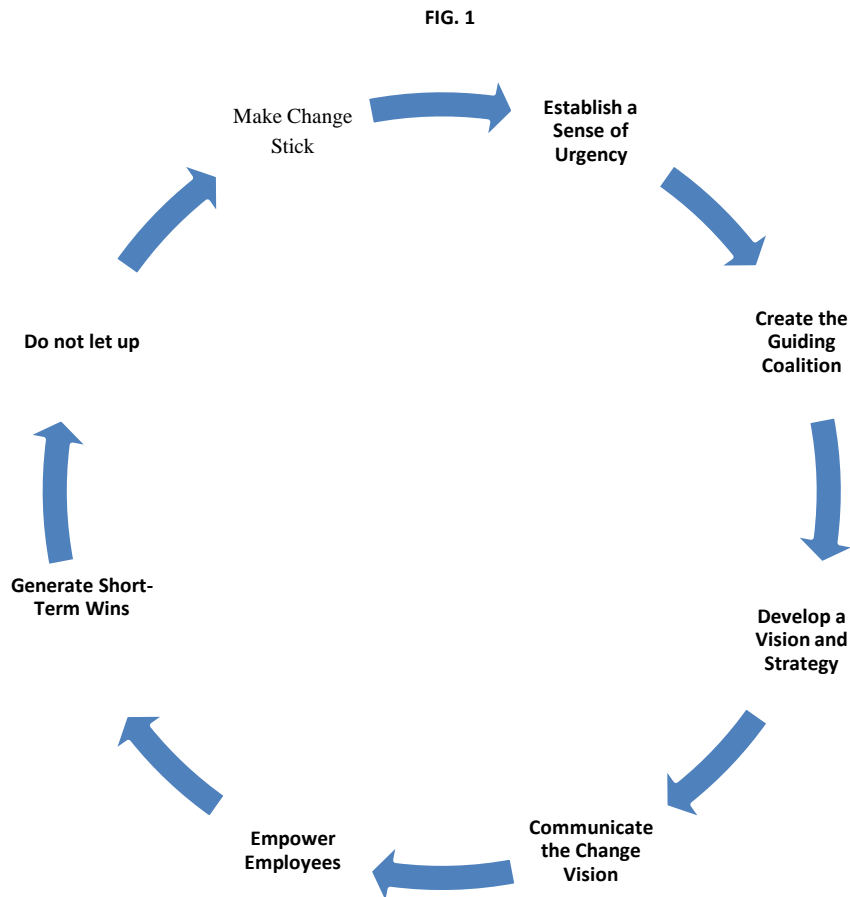 FIG. 1
Establish a
Sense of
Urgency
Create the
Guiding
Coalition
Develop a
Vision and
Strategy
Communicate
the Change
Vision
Empower
Employees
Generate Short-
Term Wins
Do not let up
Make Change
Stick